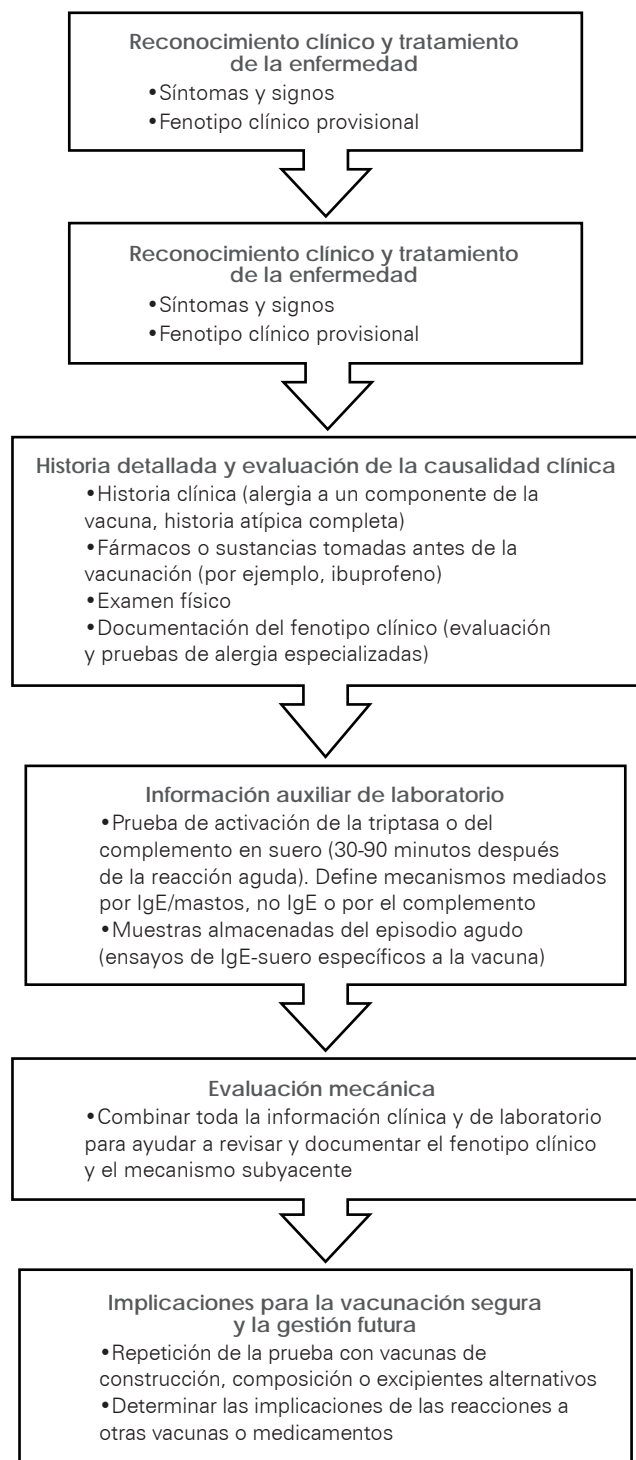 Reconocimiento clínico y tratamiento
de la enfermedad
•Síntomas y signos
•Fenotipo clínico provisional
Reconocimiento clínico y tratamiento
de la enfermedad
•Síntomas y signos
•Fenotipo clínico provisional
Historia detallada y evaluación de la causalidad clínica
•Historia clínica (alergia a un componente de la
vacuna, historia atípica completa)
•Fármacos o sustancias tomadas antes de la
vacunación (por ejemplo, ibuprofeno)
•Examen físico
•Documentación del fenotipo clínico (evaluación
y pruebas de alergia especializadas)
Información auxiliar de laboratorio
•Prueba de activación de la triptasa o del
complemento en suero (30-90 minutos después
de la reacción aguda). Define mecanismos mediados
por IgE/mastos, no IgE o por el complemento
•Muestras almacenadas del episodio agudo
(ensayos de IgE-suero específicos a la vacuna)
Evaluación mecánica
•Combinar toda la información clínica y de laboratorio
para ayudar a revisar y documentar el fenotipo clínico
y el mecanismo subyacente
Implicaciones para la vacunación segura
y la gestión futura
•Repetición de la prueba con vacunas de
construcción, composición o excipientes alternativos
•Determinar las implicaciones de las reacciones a
otras vacunas o medicamentos